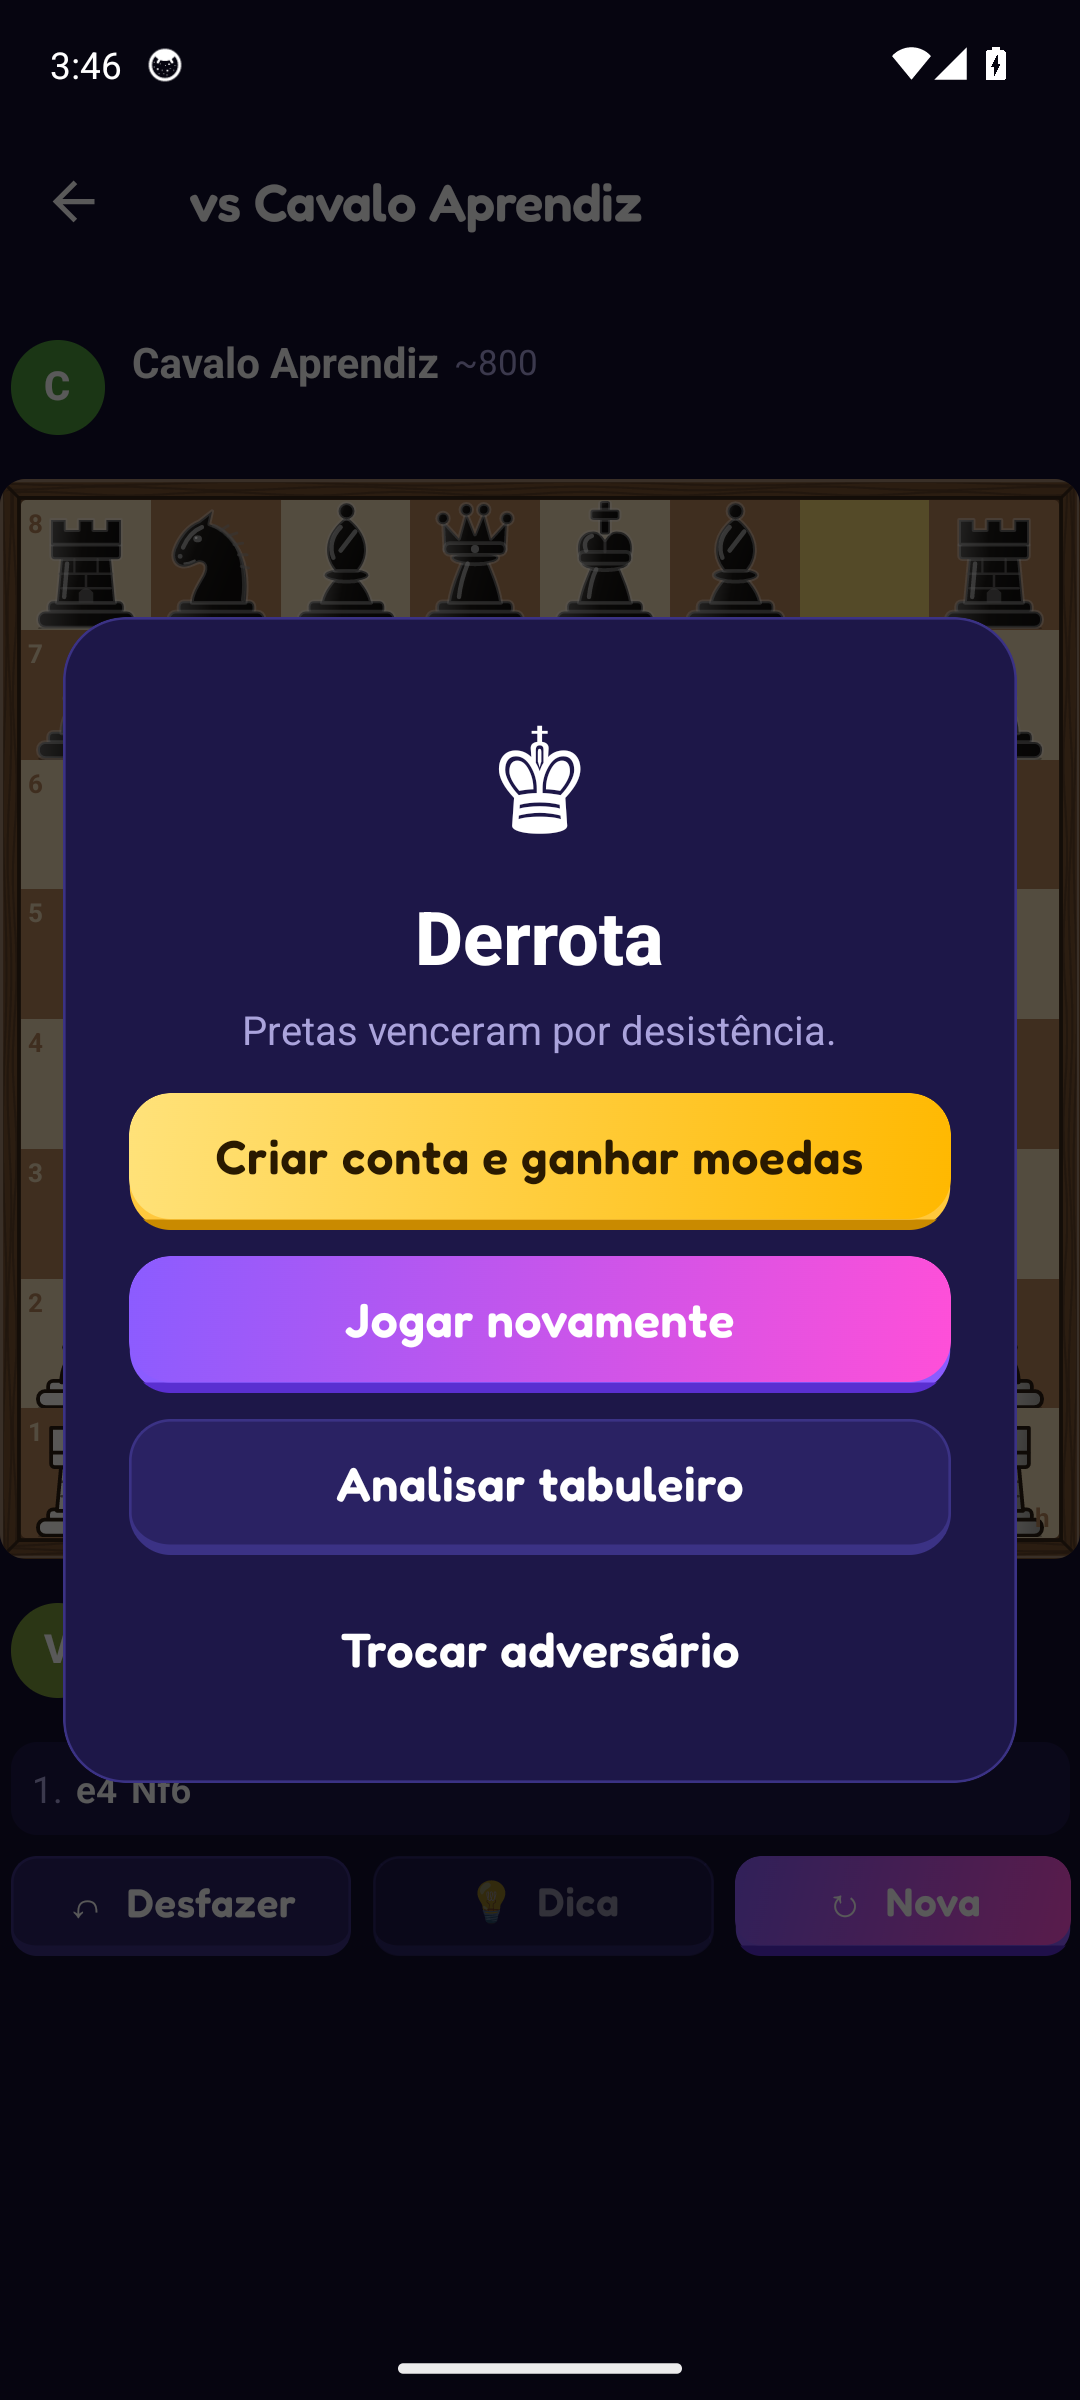 3:46
vs Cavalo Aprendiz
C
Cavalo Aprendiz ~800
8
7
6
5
4
3
2
1
h
Derrota
Pretas venceram por desistência.
Criar conta e ganhar moedas
Jogar novamente
Analisar tabuleiro
Trocar adversário
1. e4 Nf6
Desfazer
Dica
Nova